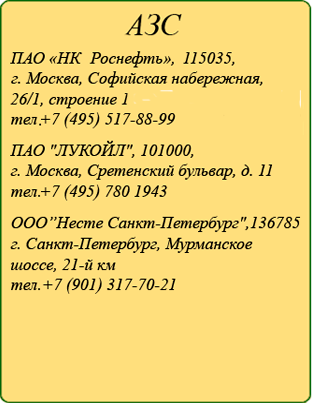 АЗС
ПАО «НК Роснефть», 115035,
г. Москва, Софийская набережная,
26/1, строение 1
тел.+7 (495) 517-88-99
ПАО "ЛУКОЙЛ", 101000,
г. Москва, Сретенский бульвар, д. 11
тел.+7 (495) 780 1943
ООО"Несте Санкт-Петербург",136785
г. Санкт-Петербург, Мурманское
шоссе, 21-й км
тел.+7 (901) 317-70-21